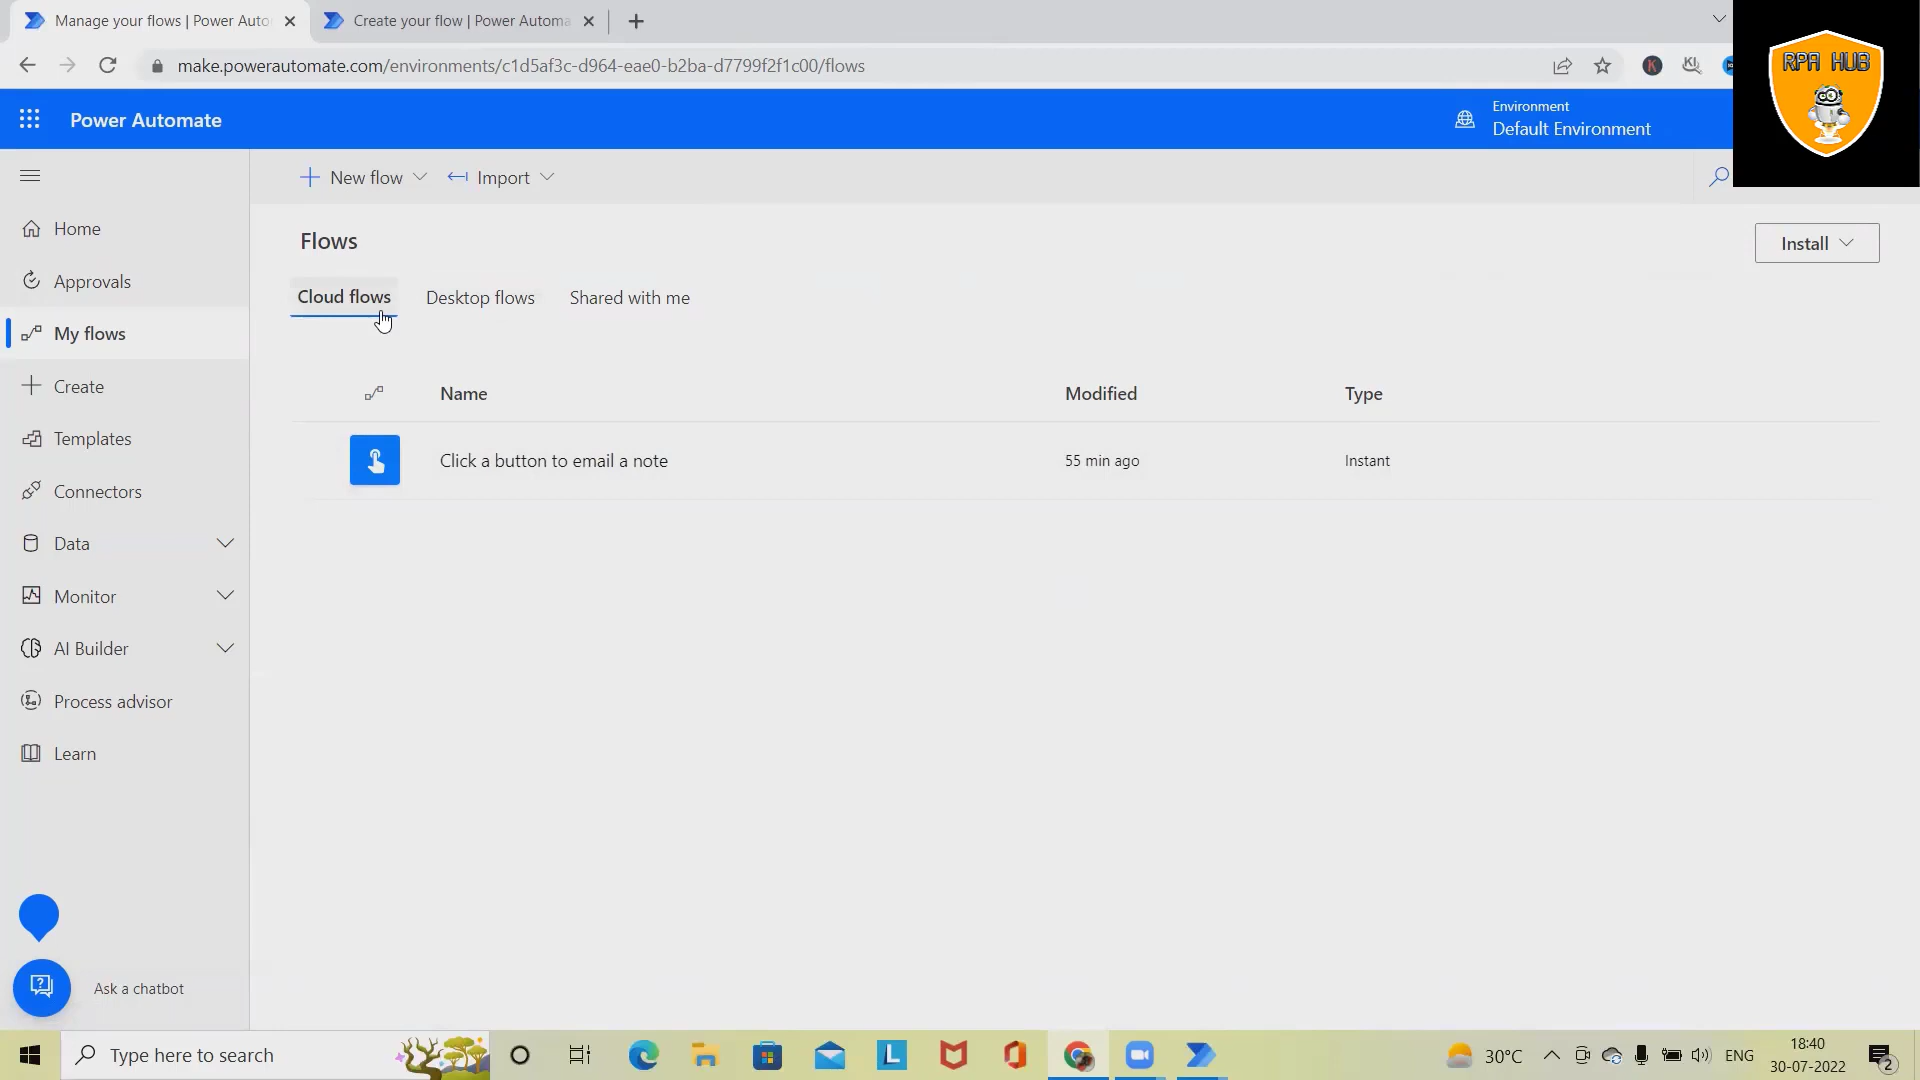 Manage your flows | Power Auto
Create your flow | Power Automa
make.powerautomate.com/environments/c1d5af3c-d964-eae0-b2ba-d7799f2f1c00/flows
RPA HUB
Power Automate
Environment
Default Environment
New flow
Import
Home
Approvals
My flows
Create
Templates
Connectors
Data
Monitor
AI Builder
Process advisor
Learn
Ask a chatbot
Flows
Install
Cloud flows
Desktop flows
Shared with me
Name
Modified
Type
Click a button to email a note
55 min ago
Instant
Type here to search
30°C
ENG
18:40
30-07-2022
2